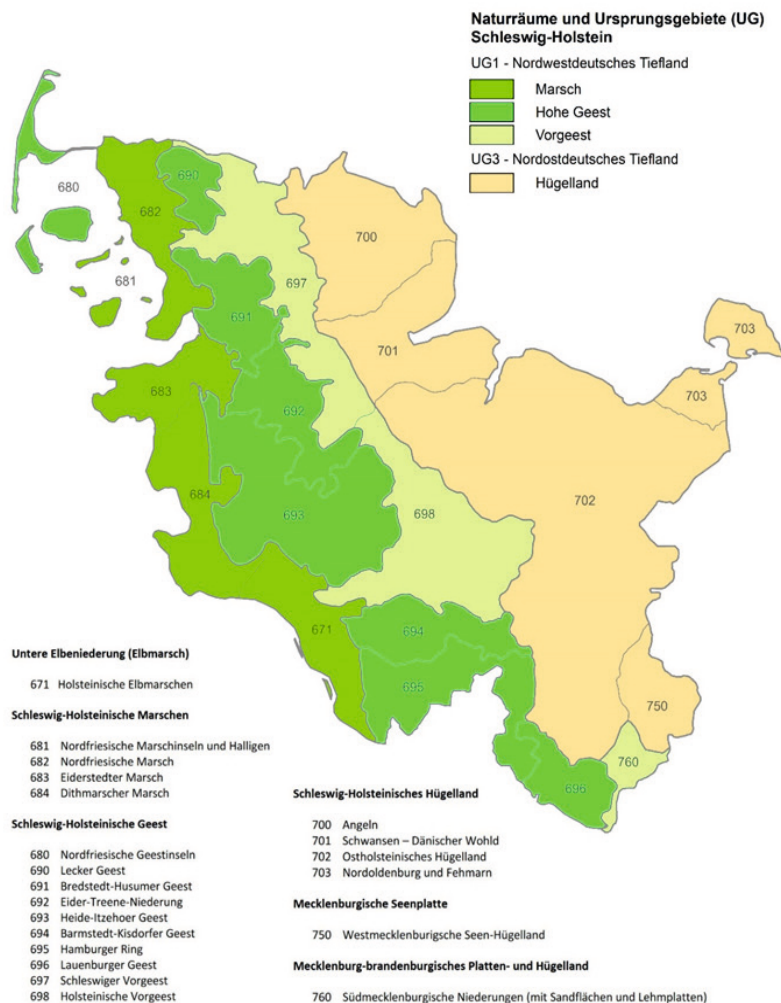 Naturräume und Ursprungsgebiete (UG)
Schleswig-Holstein
UG1 - Nordwestdeutsches Tiefland
Marsch
Hohe Geest
Vorgeest
UG3 - Nordostdeutsches Tiefland
Hügelland
680
690
682
681
700
697
691
701
703
703
683
692
702
684
693
698
671
694
695
750
760
696
Untere Elbeniederung (Elbmarsch)
671 Holsteinische Elbmarschen
Schleswig-Holsteinische Marschen
681 Nordfriesische Marschinseln und Halligen
682 Nordfriesische Marsch
683 Eiderstedter Marsch
684 Dithmarscher Marsch
Schleswig-Holsteinische Geest
680 Nordfriesische Geestinseln
690 Lecker Geest
691 Bredstedt-Husumer Geest
692 Eider-Treene-Niederung
693 Heide-Itzehoer Geest
694 Barmstedt-Kisdorfer Geest
695 Hamburger Ring
696 Lauenburger Geest
697 Schleswiger Vorgeest
698 Holsteinische Vorgeest
Schleswig-Holsteinisches Hügelland
700 Angeln
701 Schwansen – Dänischer Wohld
702 Ostholsteinisches Hügelland
703 Nordoldenburg und Fehmarn
Mecklenburgische Seenplatte
750 Westmecklenburigsche Seen-Hügelland
Mecklenburg-brandenburgisches Platten- und Hügelland
760 Südmecklenburgische Niederungen (mit Sandflächen und Lehmplatten)